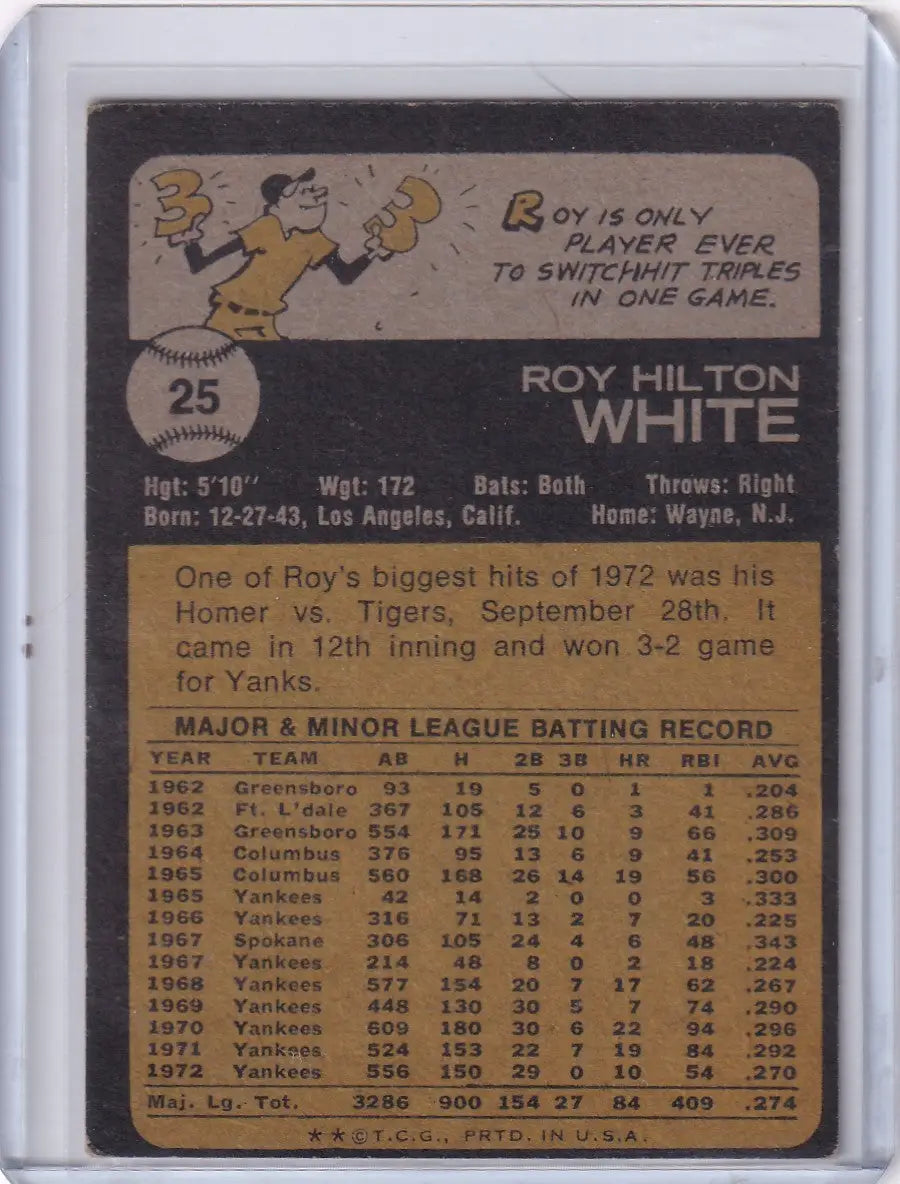 3 3
ROY IS ONLY
PLAYER EVER
TO SWITCHHIT TRIPLES
IN ONE GAME.
25
ROY HILTON
WHITE
Hgt: 5'10'' Wgt: 172 Bats: Both Throws: Right
Born: 12-27-43, Los Angeles, Calif. Home: Wayne, N.J.
One of Roy's biggest hits of 1972 was his
Homer vs. Tigers, September 28th. It
came in 12th inning and won 3-2 game
for Yanks.
MAJOR & MINOR LEAGUE BATTING RECORD
YEAR TEAM AB H 2B 3B HR RBI AVG
1962 Greensboro 93 19 5 0 1 1 .204
1962 Ft. L'dale 367 105 12 6 3 41 .286
1963 Greensboro 554 171 25 10 9 66 .309
1964 Columbus 376 95 13 6 9 41 .253
1965 Columbus 560 168 26 14 19 56 .300
1965 Yankees 42 14 2 0 0 3 .333
1966 Yankees 316 71 13 2 7 20 .225
1967 Spokane 306 105 24 4 6 48 .343
1967 Yankees 214 48 8 0 2 18 .224
1968 Yankees 577 154 20 7 17 62 .267
1969 Yankees 448 130 30 5 7 74 .290
1970 Yankees 609 180 30 6 22 94 .296
1971 Yankees 524 153 22 7 19 84 .292
1972 Yankees 556 150 29 0 10 54 .270
Maj. Lg. Tot. 3286 900 154 27 84 409 .274
★★©T.C.G., PRTD. IN U.S.A.